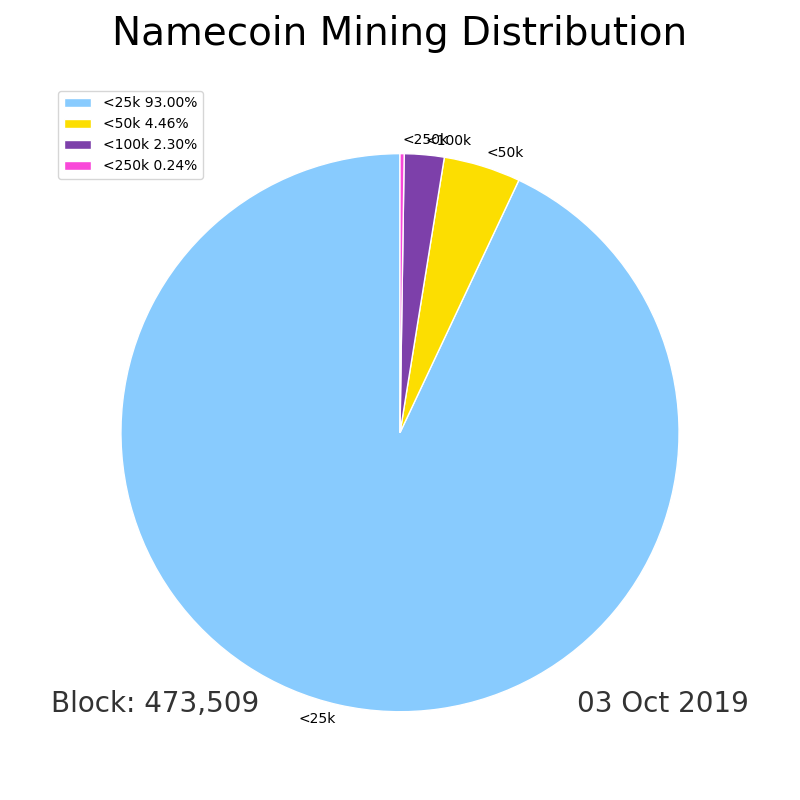 Namecoin Mining Distribution
<25k 93.00%
<50k 4.46%
<100k 2.30%
<250k 0.24%
<250k
<100k
<50k
<25k
Block: 473,509
03 Oct 2019